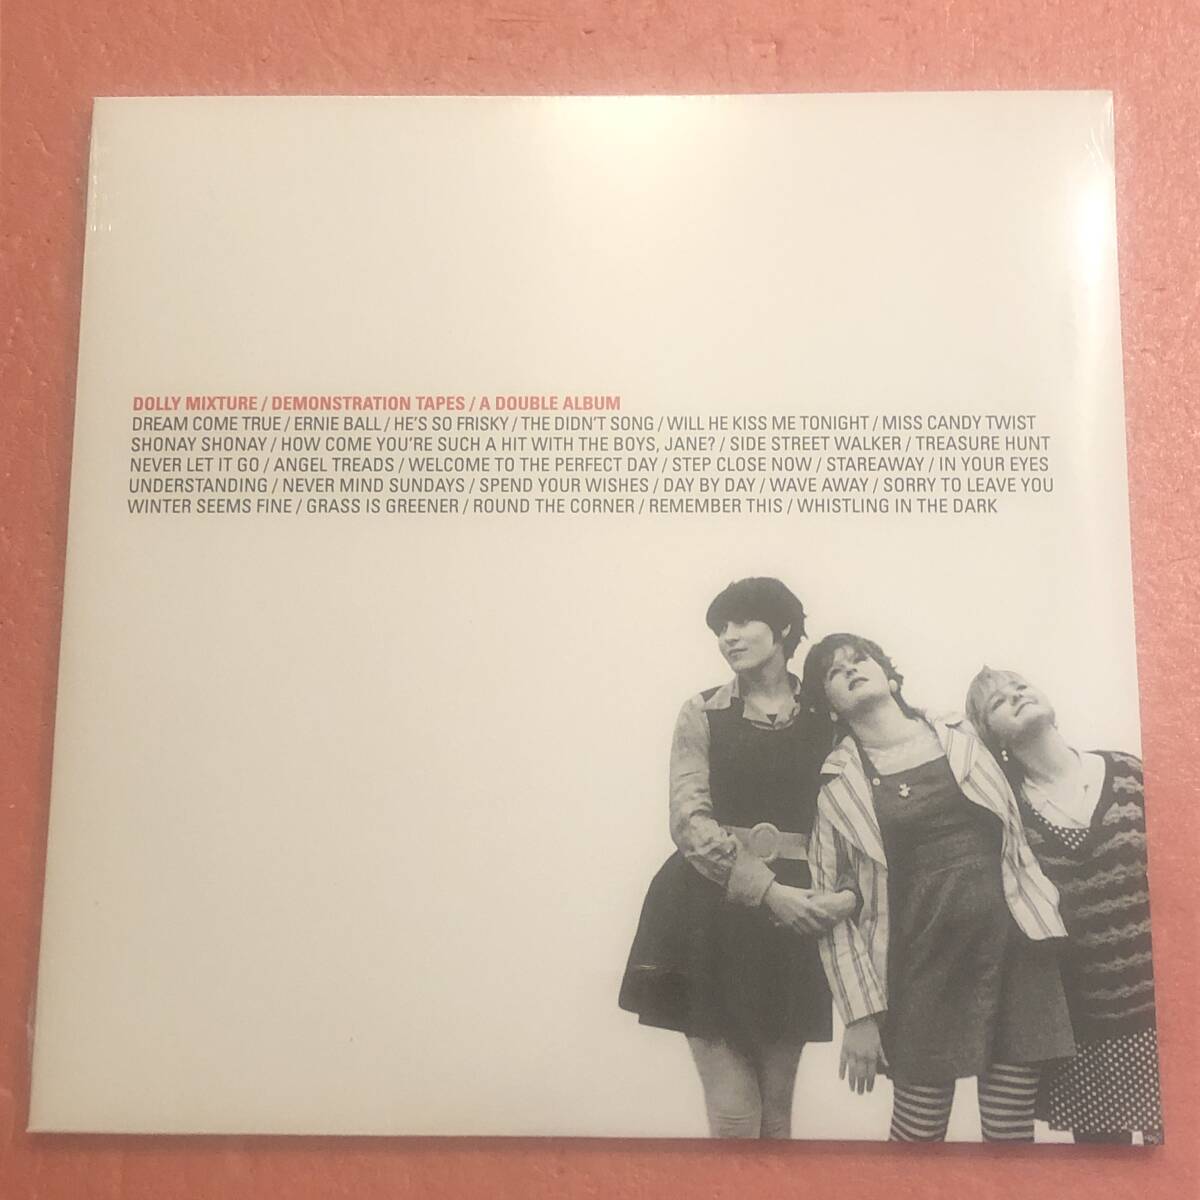 DOLLY MIXTURE / DEMONSTRATION TAPES / A DOUBLE ALBUM
DREAM COME TRUE / ERNIE BALL / HE'S SO FRISKY / THE DIDN'T SONG / WILL HE KISS ME TONIGHT / MISS CANDY TWIST
SHONAY SHONAY / HOW COME YOU'RE SUCH A HIT WITH THE BOYS, JANE? / SIDE STREET WALKER / TREASURE HUNT
NEVER LET IT GO / ANGEL TREADS / WELCOME TO THE PERFECT DAY / STEP CLOSE NOW / STAREAWAY / IN YOUR EYES
UNDERSTANDING / NEVER MIND SUNDAYS / SPEND YOUR WISHES / DAY BY DAY / WAVE AWAY / SORRY TO LEAVE YOU
WINTER SEEMS FINE / GRASS IS GREENER / ROUND THE CORNER / REMEMBER THIS / WHISTLING IN THE DARK